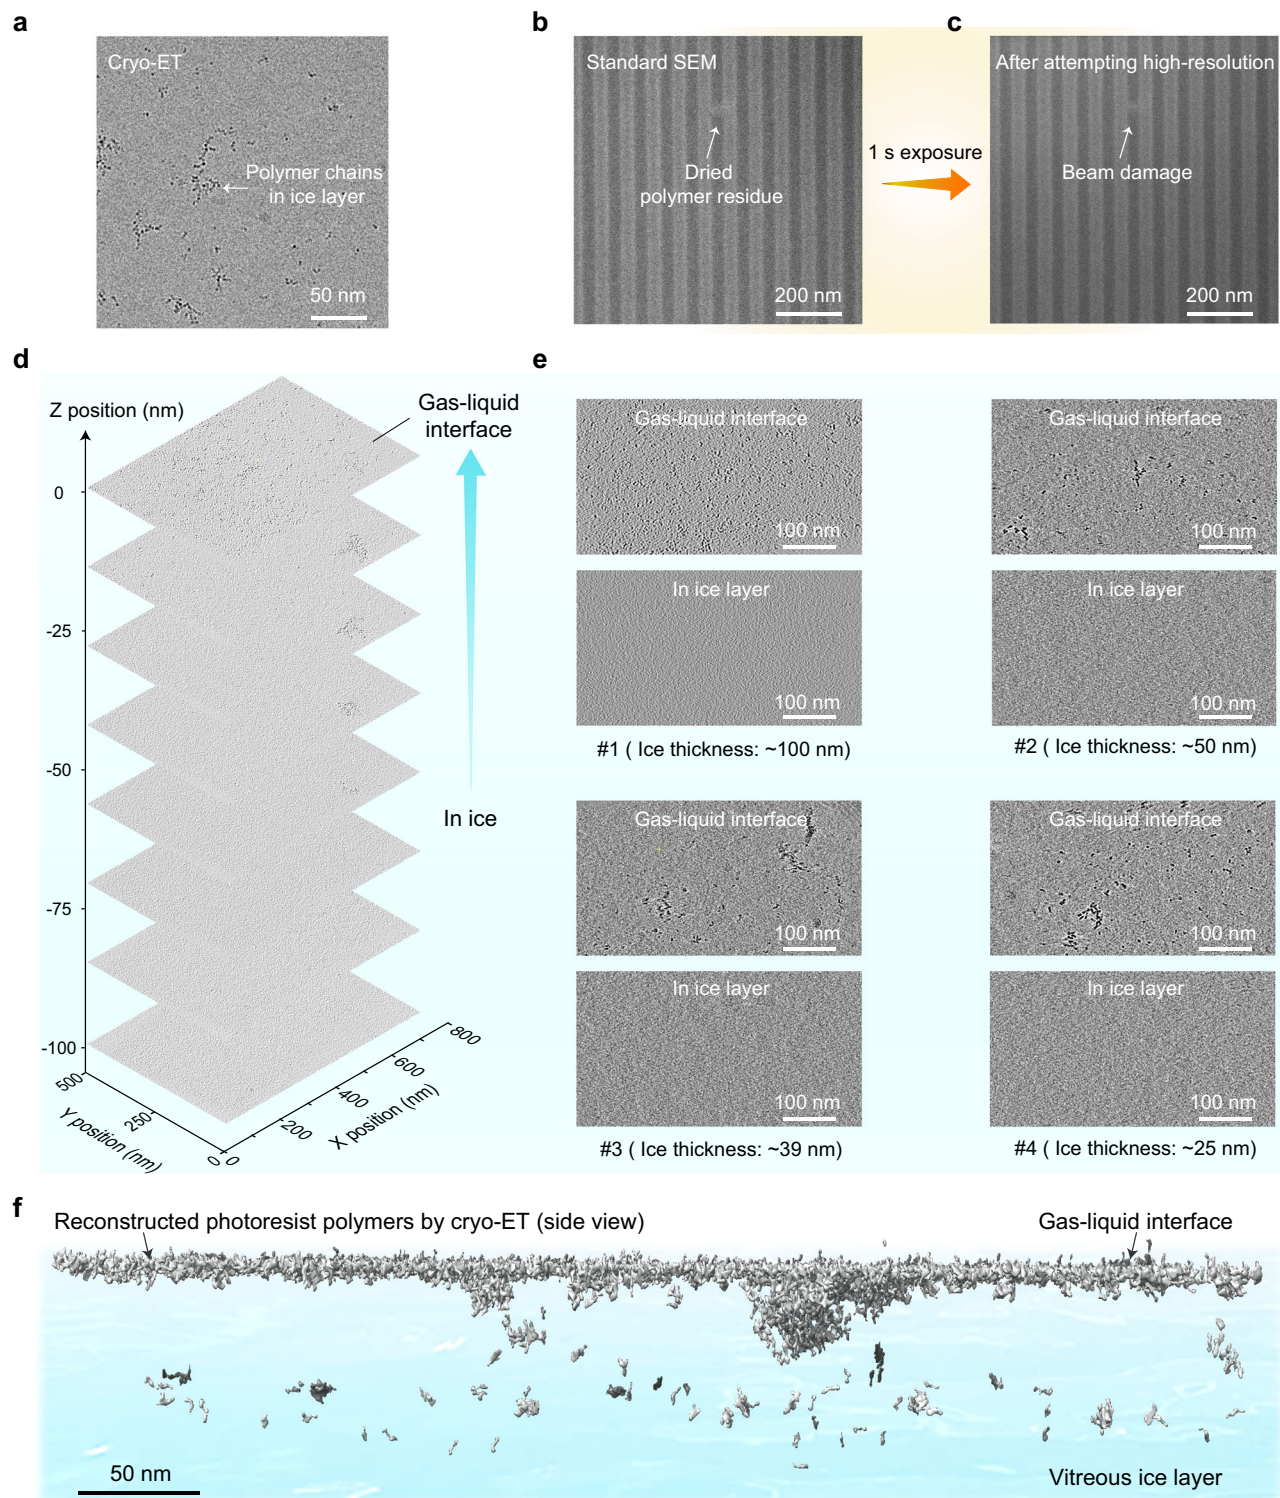 a
Cryo-ET
Polymer chains
in ice layer
50 nm
b
Standard SEM
Dried
polymer residue
200 nm
1 s exposure
c
After attempting high-resolution
Beam damage
200 nm
d
Z position (nm)
Gas-liquid
interface
0
-25
-50
-75
-100
In ice
500
250
0
Y position (nm)
0
200
400
600
800
X position (nm)
e
Gas-liquid interface
100 nm
In ice layer
100 nm
#1 ( Ice thickness: ~100 nm)
Gas-liquid interface
100 nm
In ice layer
100 nm
#2 ( Ice thickness: ~50 nm)
Gas-liquid interface
100 nm
In ice layer
100 nm
#3 ( Ice thickness: ~39 nm)
Gas-liquid interface
100 nm
In ice layer
100 nm
#4 ( Ice thickness: ~25 nm)
f
Reconstructed photoresist polymers by cryo-ET (side view)
Gas-liquid interface
50 nm
Vitreous ice layer